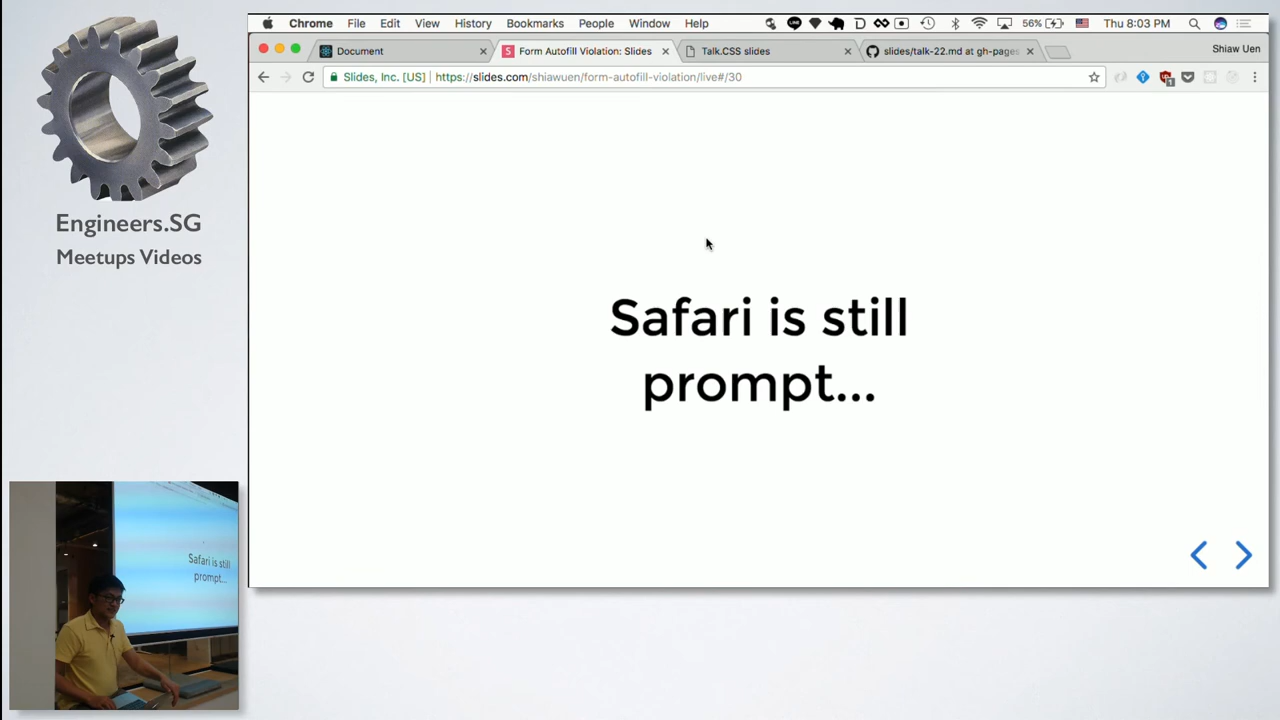 Chrome File Edit View History Bookmarks People Window Help 56% Thu 8:03 PM
Document Form Autofill Violation: Slides Talk.CSS slides slides/talk-22.md at gh-pages Shiaw Uen
Slides, Inc. [US] https://slides.com/shiawuen/form-autofill-violation/live#/30
Engineers.SG
Meetups Videos
Safari is still
prompt...
Safari is still
prompt...